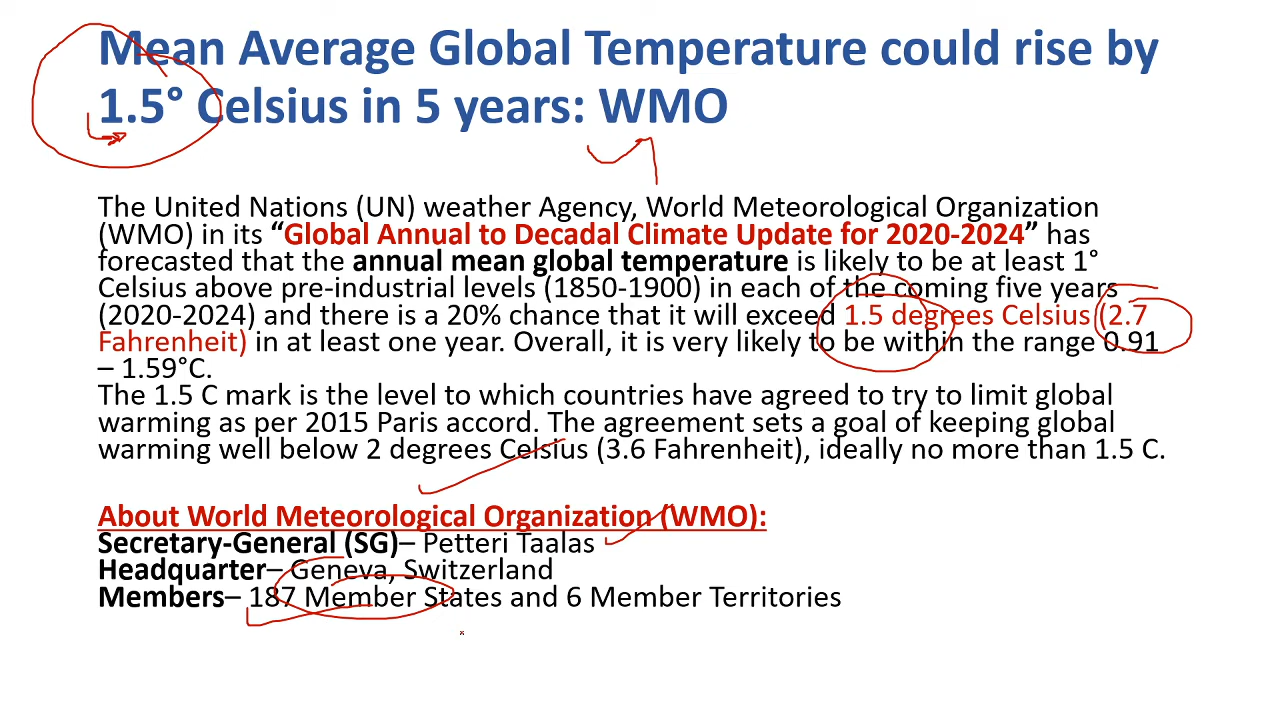 Mean Average Global Temperature could rise by
1.5° Celsius in 5 years: WMO
The United Nations (UN) weather Agency, World Meteorological Organization
(WMO) in its “Global Annual to Decadal Climate Update for 2020-2024” has
forecasted that the annual mean global temperature is likely to be at least 1°
Celsius above pre-industrial levels (1850-1900) in each of the coming five years
(2020-2024) and there is a 20% chance that it will exceed 1.5 degrees Celsius (2.7
Fahrenheit) in at least one year. Overall, it is very likely to be within the range 0.91
– 1.59°C.
The 1.5 C mark is the level to which countries have agreed to try to limit global
warming as per 2015 Paris accord. The agreement sets a goal of keeping global
warming well below 2 degrees Celsius (3.6 Fahrenheit), ideally no more than 1.5 C.
About World Meteorological Organization (WMO):
Secretary-General (SG)– Petteri Taalas
Headquarter– Geneva, Switzerland
Members– 187 Member States and 6 Member Territories